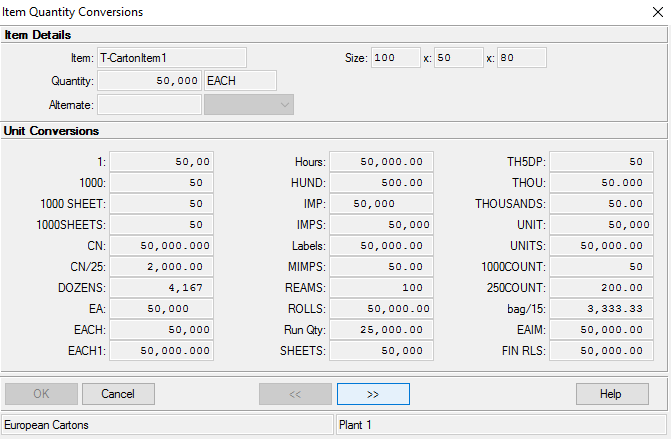 Item Quantity Conversions
Item Details
Item: T-CartonItem1 Size: 100 x: 50 x: 80
Quantity: 50,000 EACH
Alternate:
Unit Conversions
1: 50,00 Hours: 50,000.00 TH5DP: 50
1000: 50 HUND: 500.00 THOU: 50.000
1000 SHEET: 50 IMP: 50,000 THOUSANDS: 50.00
1000SHEETS: 50 IMPS: 50,000 UNIT: 50,000
CN: 50,000.000 Labels: 50,000.00 UNITS: 50,000.00
CN/25: 2,000.00 MIMPS: 50.00 1000COUNT: 50
DOZENS: 4,167 REAMS: 100 250COUNT: 200.00
EA: 50,000 ROLLS: 50,000.00 bag/15: 3,333.33
EACH: 50,000 Run Qty: 25,000.00 EAIM: 50,000.00
EACH1: 50,000.000 SHEETS: 50,000 FIN RLS: 50,000.00
OK Cancel << >> Help
European Cartons Plant 1